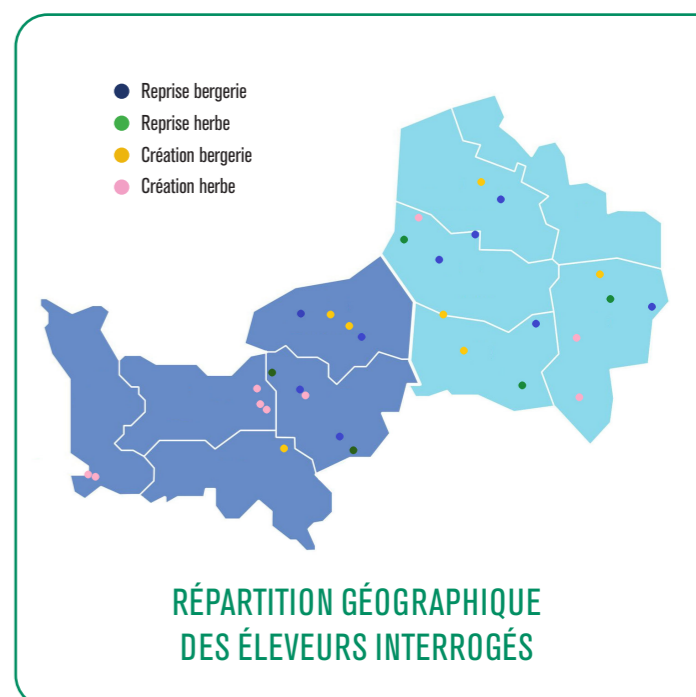 Reprise bergerie
Reprise herbe
Création bergerie
Création herbe
RÉPARTITION GÉOGRAPHIQUE
DES ÉLEVEURS INTERROGÉS